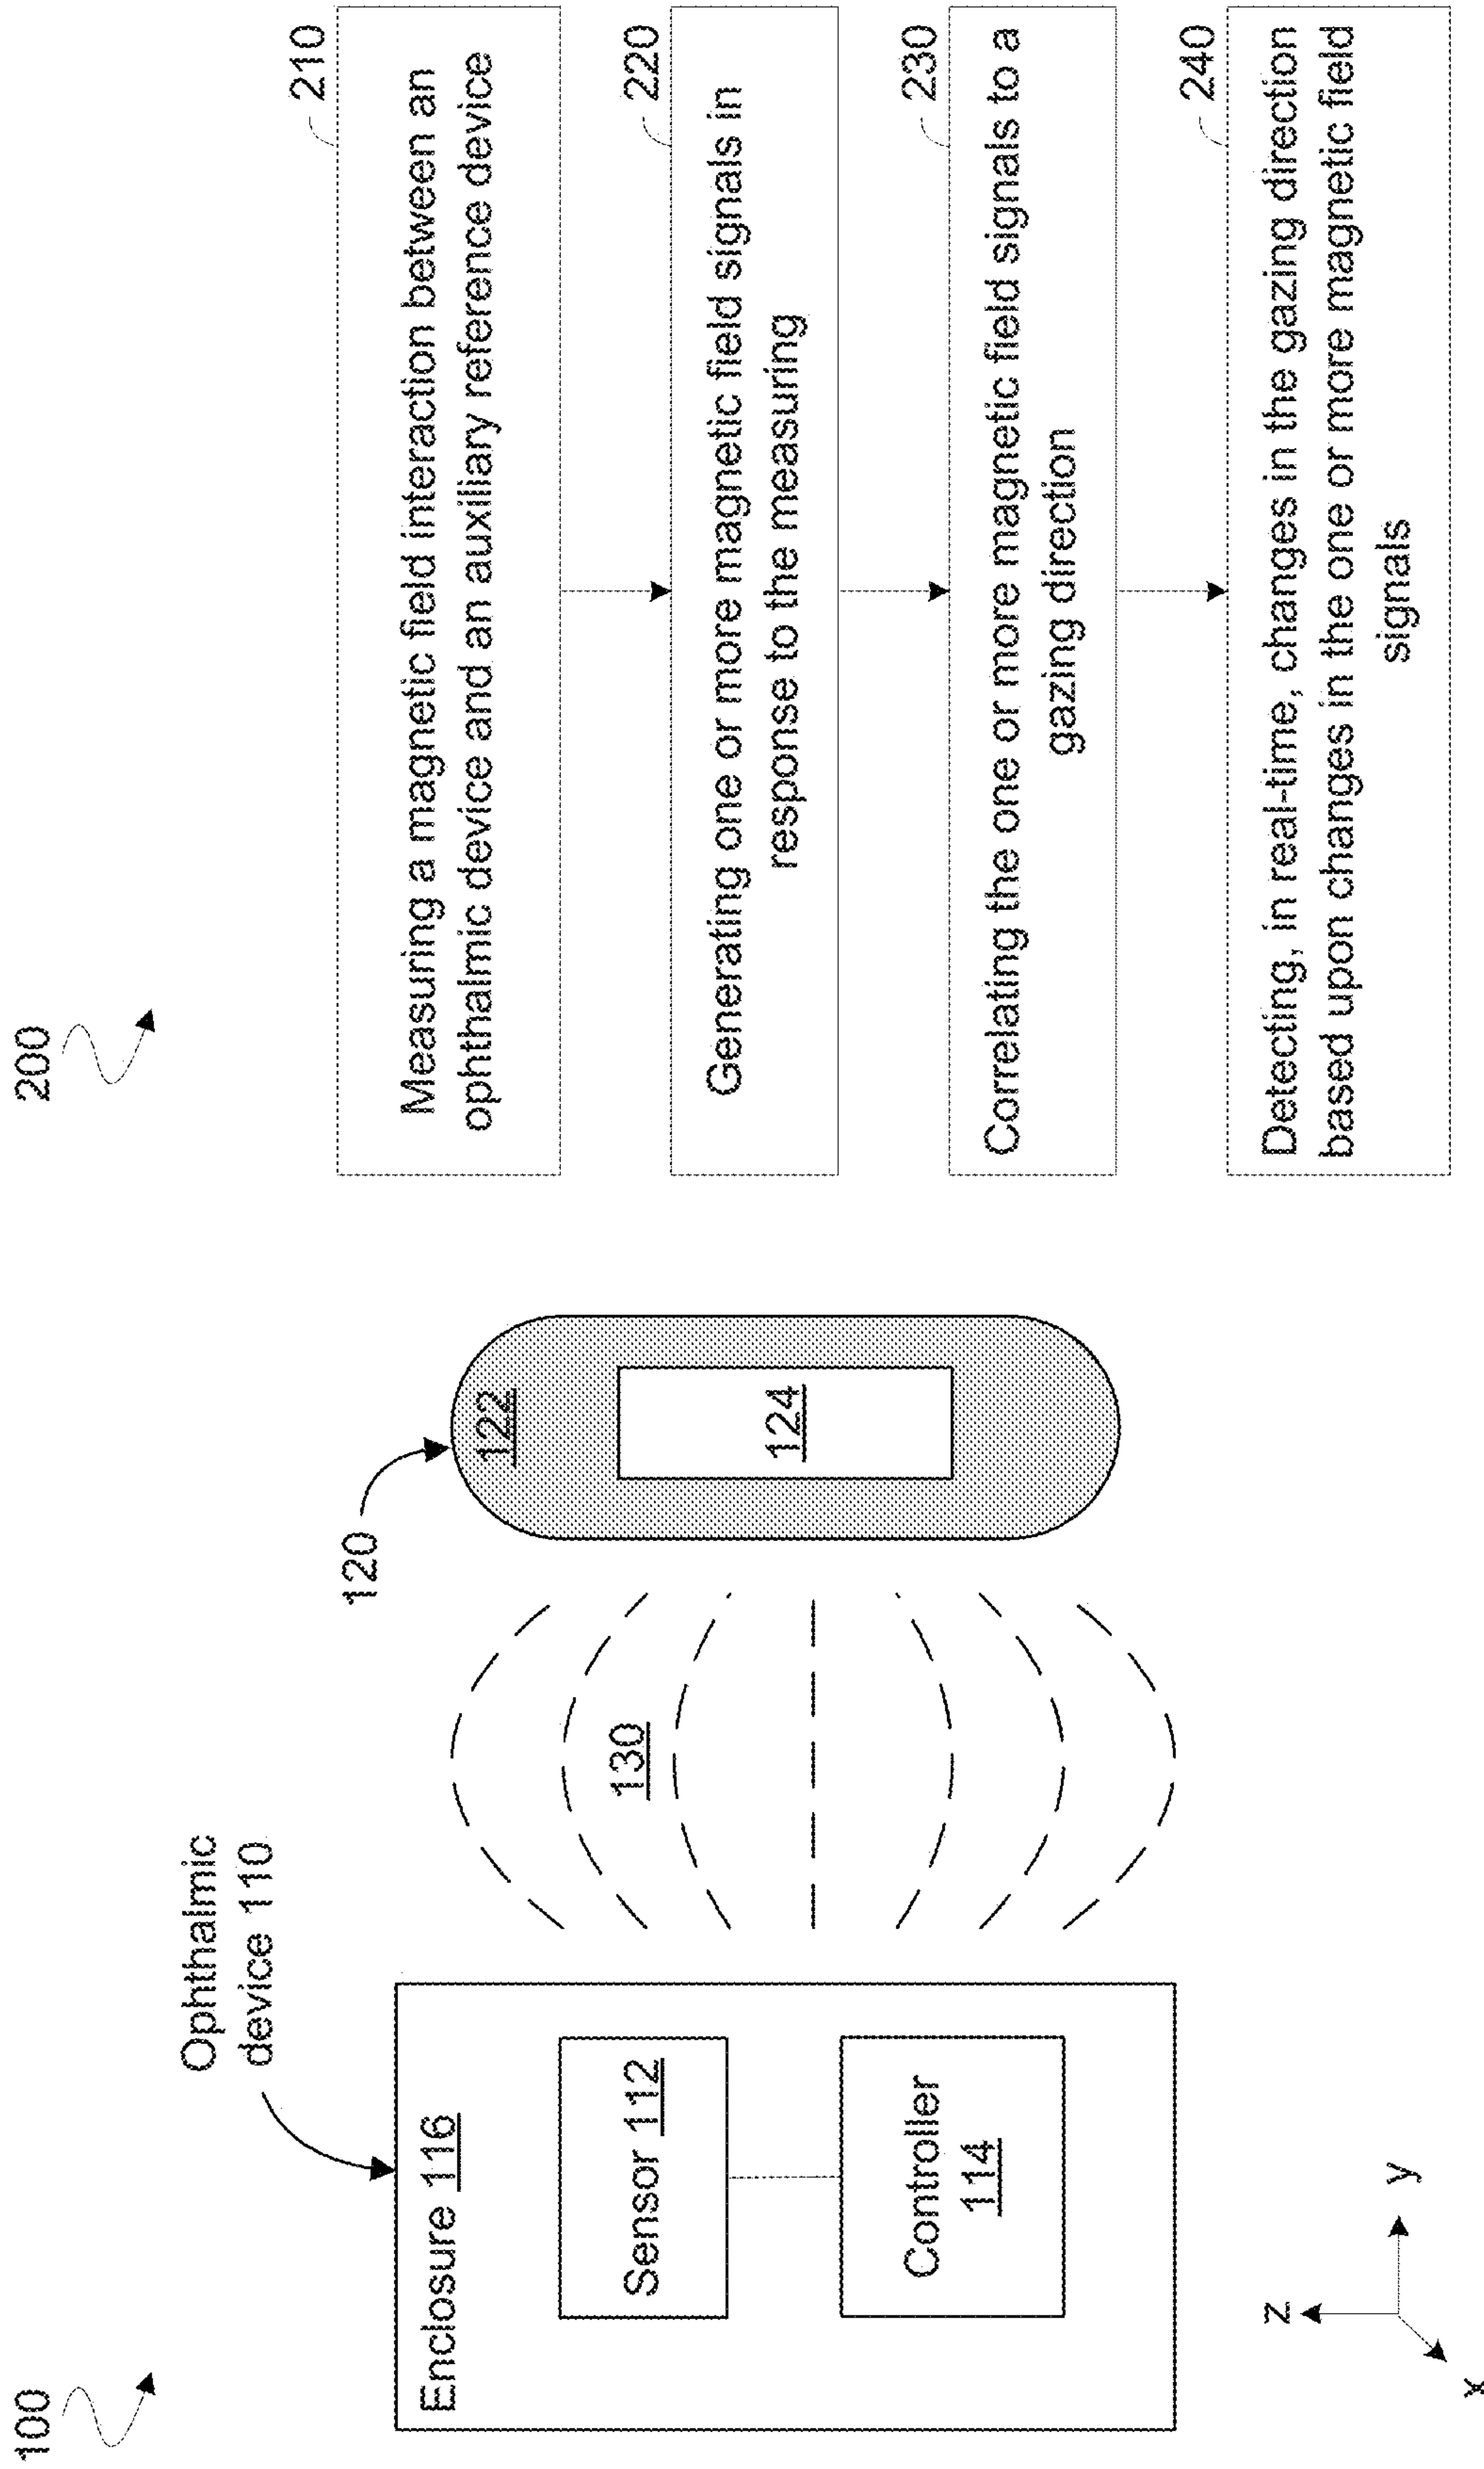 100
Ophthalmic
device 110
Enclosure 116
Sensor 112
Controller
114
130
120
122
124
z
y
x
200
210
Measuring a magnetic field interaction between an
ophthalmic device and an auxiliary reference device
220
Generating one or more magnetic field signals in
response to the measuring
230
Correlating the one or more magnetic field signals to a
gazing direction
240
Detecting, in real-time, changes in the gazing direction
based upon changes in the one or more magnetic field
signals